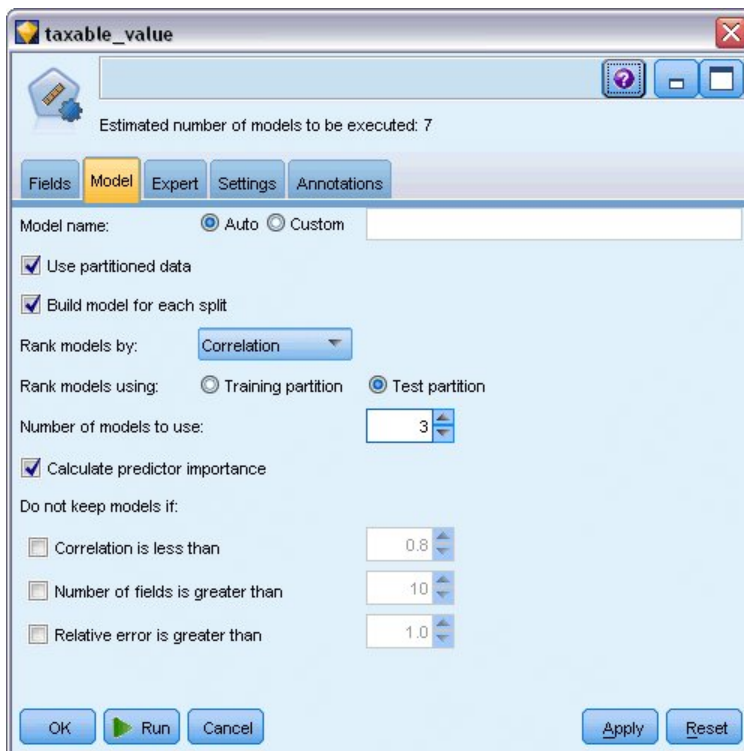 taxable_value
Estimated number of models to be executed: 7
Fields Model Expert Settings Annotations
Model name: Auto Custom
Use partitioned data
Build model for each split
Rank models by: Correlation
Rank models using: Training partition Test partition
Number of models to use: 3
Calculate predictor importance
Do not keep models if:
Correlation is less than 0.8
Number of fields is greater than 10
Relative error is greater than 1.0
OK Run Cancel Apply Reset